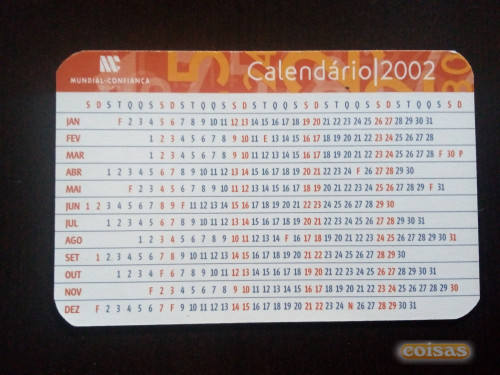 MUNDIAL-CONFIANÇA
Calendário|2002
S D S T Q Q S S D S T Q Q S S D S T Q Q S S D S T Q Q S S D S T Q Q S S D
JAN F 2 3 4 5 6 7 8 9 10 11 12 13 14 15 16 17 18 19 20 21 22 23 24 25 26 27 28 29 30 31
FEV 1 2 3 4 5 6 7 8 9 10 11 E 13 14 15 16 17 18 19 20 21 22 23 24 25 26 27 28
MAR 1 2 3 4 5 6 7 8 9 10 11 12 13 14 15 16 17 18 19 20 21 22 23 24 25 26 27 28 F 30 P
ABR 1 2 3 4 5 6 7 8 9 10 11 12 13 14 15 16 17 18 19 20 21 22 23 24 F 26 27 28 29 30
MAI F 2 3 4 5 6 7 8 9 10 11 12 13 14 15 16 17 18 19 20 21 22 23 24 25 26 27 28 29 F 31
JUN 1 2 3 4 5 6 7 8 9 F 11 12 13 14 15 16 17 18 19 20 21 22 23 24 25 26 27 28 29 30
JUL 1 2 3 4 5 6 7 8 9 10 11 12 13 14 15 16 17 18 19 20 21 22 23 24 25 26 27 28 29 30 31
AGO 1 2 3 4 5 6 7 8 9 10 11 12 13 14 F 16 17 18 19 20 21 22 23 24 25 26 27 28 29 30 31
SET 1 2 3 4 5 6 7 8 9 10 11 12 13 14 15 16 17 18 19 20 21 22 23 24 25 26 27 28 29 30
OUT 1 2 3 4 F 6 7 8 9 10 11 12 13 14 15 16 17 18 19 20 21 22 23 24 25 26 27 28 29 30 31
NOV F 2 3 4 5 6 7 8 9 10 11 12 13 14 15 16 17 18 19 20 21 22 23 24 25 26 27 28 29 30
DEZ F 2 3 4 5 6 7 F 9 10 11 12 13 14 15 16 17 18 19 20 21 22 23 24 N 26 27 28 29 30 31
coisas